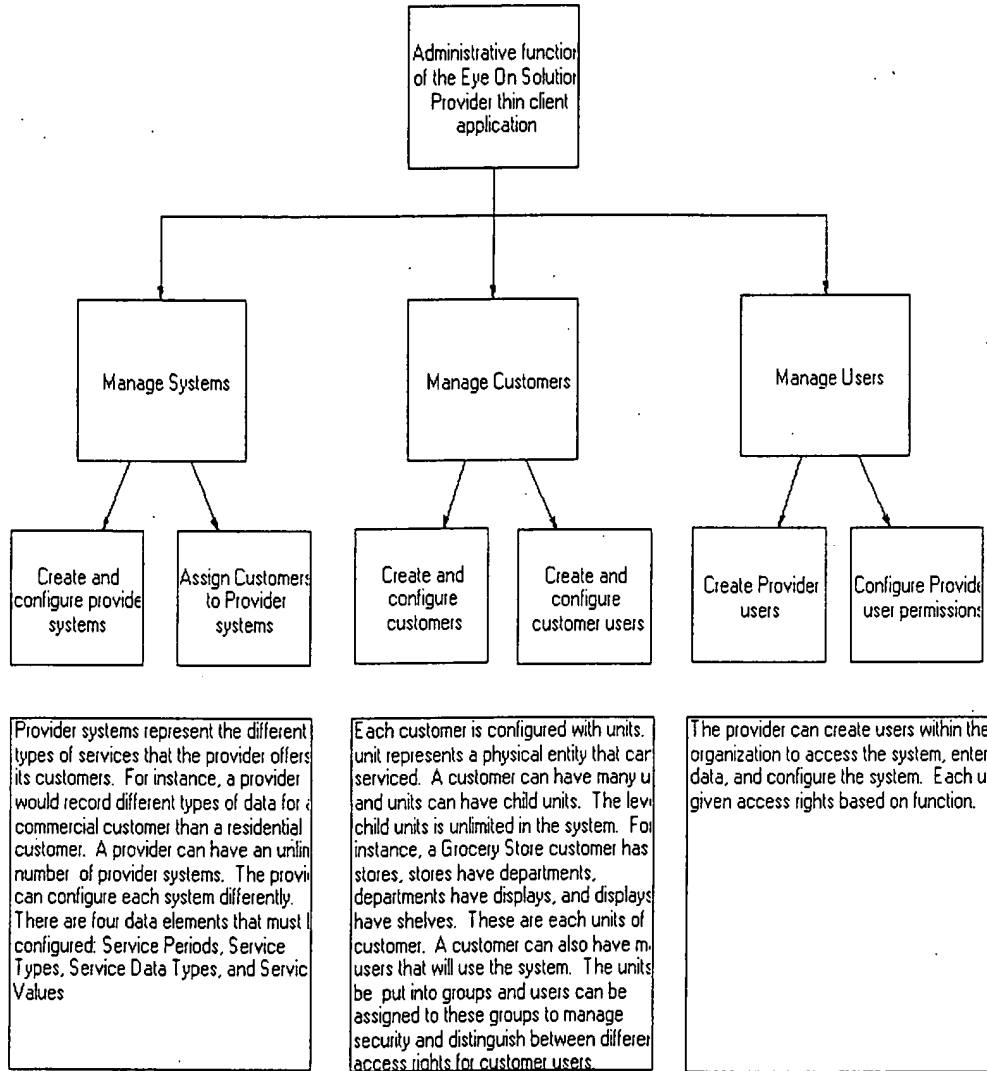 Administrative function
of the Eye On Solution
Provider thin client
application
Manage Systems
Manage Customers
Manage Users
Create and
configure provide
systems
Assign Customers
to Provider
systems
Create and
configure
customers
Create and
configure
customer users
Create Provider
users
Configure Provide
user permissions
Provider systems represent the different
types of services that the provider offers
its customers. For instance, a provider
would record different types of data for a
commercial customer than a residential
customer. A provider can have an unlim
number of provider systems. The provi
can configure each system differently.
There are four data elements that must
configured: Service Periods, Service
Types, Service Data Types, and Servic
Values
Each customer is configured with units.
unit represents a physical entity that can
serviced. A customer can have many u
and units can have child units. The leve
child units is unlimited in the system. For
instance, a Grocery Store customer has
stores, stores have departments,
departments have displays, and displays
have shelves. These are each units of
customer. A customer can also have m
users that will use the system. The units
be put into groups and users can be
assigned to these groups to manage
security and distinguish between differen
access rights for customer users.
The provider can create users within the
organization to access the system, enter
data, and configure the system. Each u
given access rights based on function.